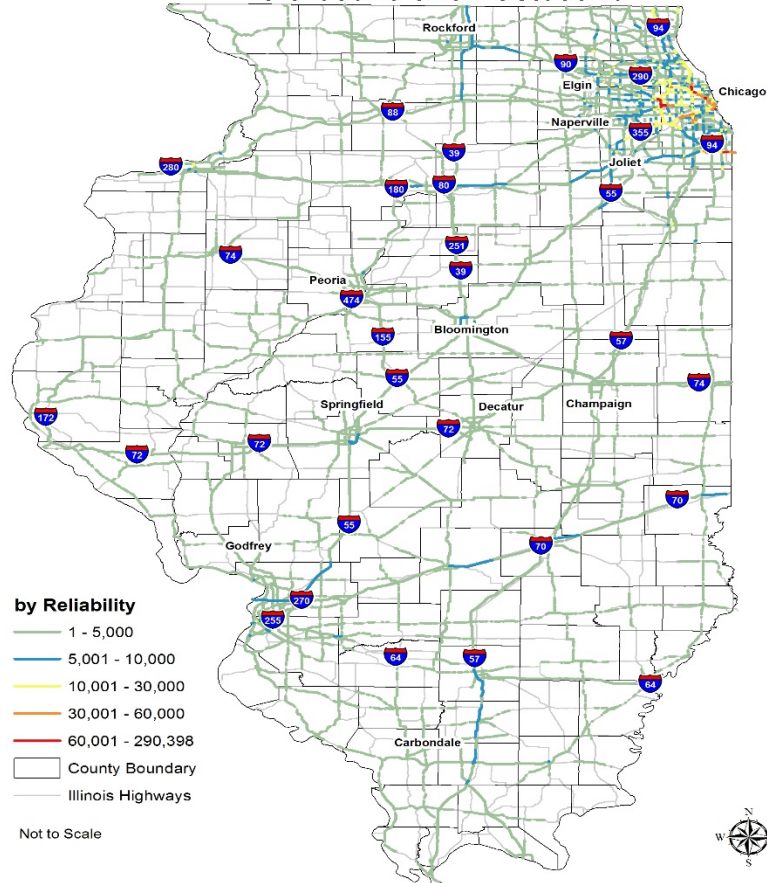 Rockford
94
90
290
Elgin
Chicago
88
Naperville
355
39
94
280
Joliet
180
80
55
251
74
39
Peoria
474
Bloomington
155
57
55
74
Springfield
Decatur
Champaign
172
72
72
72
70
55
70
Godfrey
270
255
64
57
64
Carbondale
by Reliability
1 - 5,000
5,001 - 10,000
10,001 - 30,000
30,001 - 60,000
60,001 - 290,398
County Boundary
Illinois Highways
Not to Scale
N
W
E
S